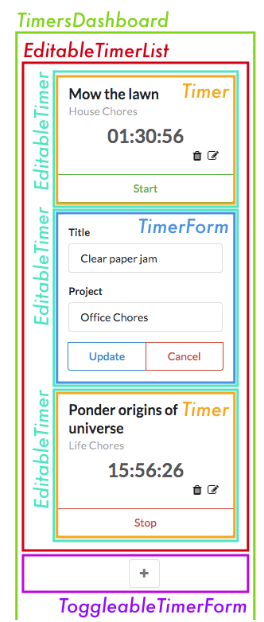 TimersDashboard
EditableTimerList
EditableTimer
Mow the lawn
Timer
House Chores
01:30:56
Start
EditableTimer
TimerForm
Title
Clear paper jam
Project
Office Chores
Update
Cancel
EditableTimer
Ponder origins of
Timer
universe
Life Chores
15:56:26
Stop
+
ToggleableTimerForm